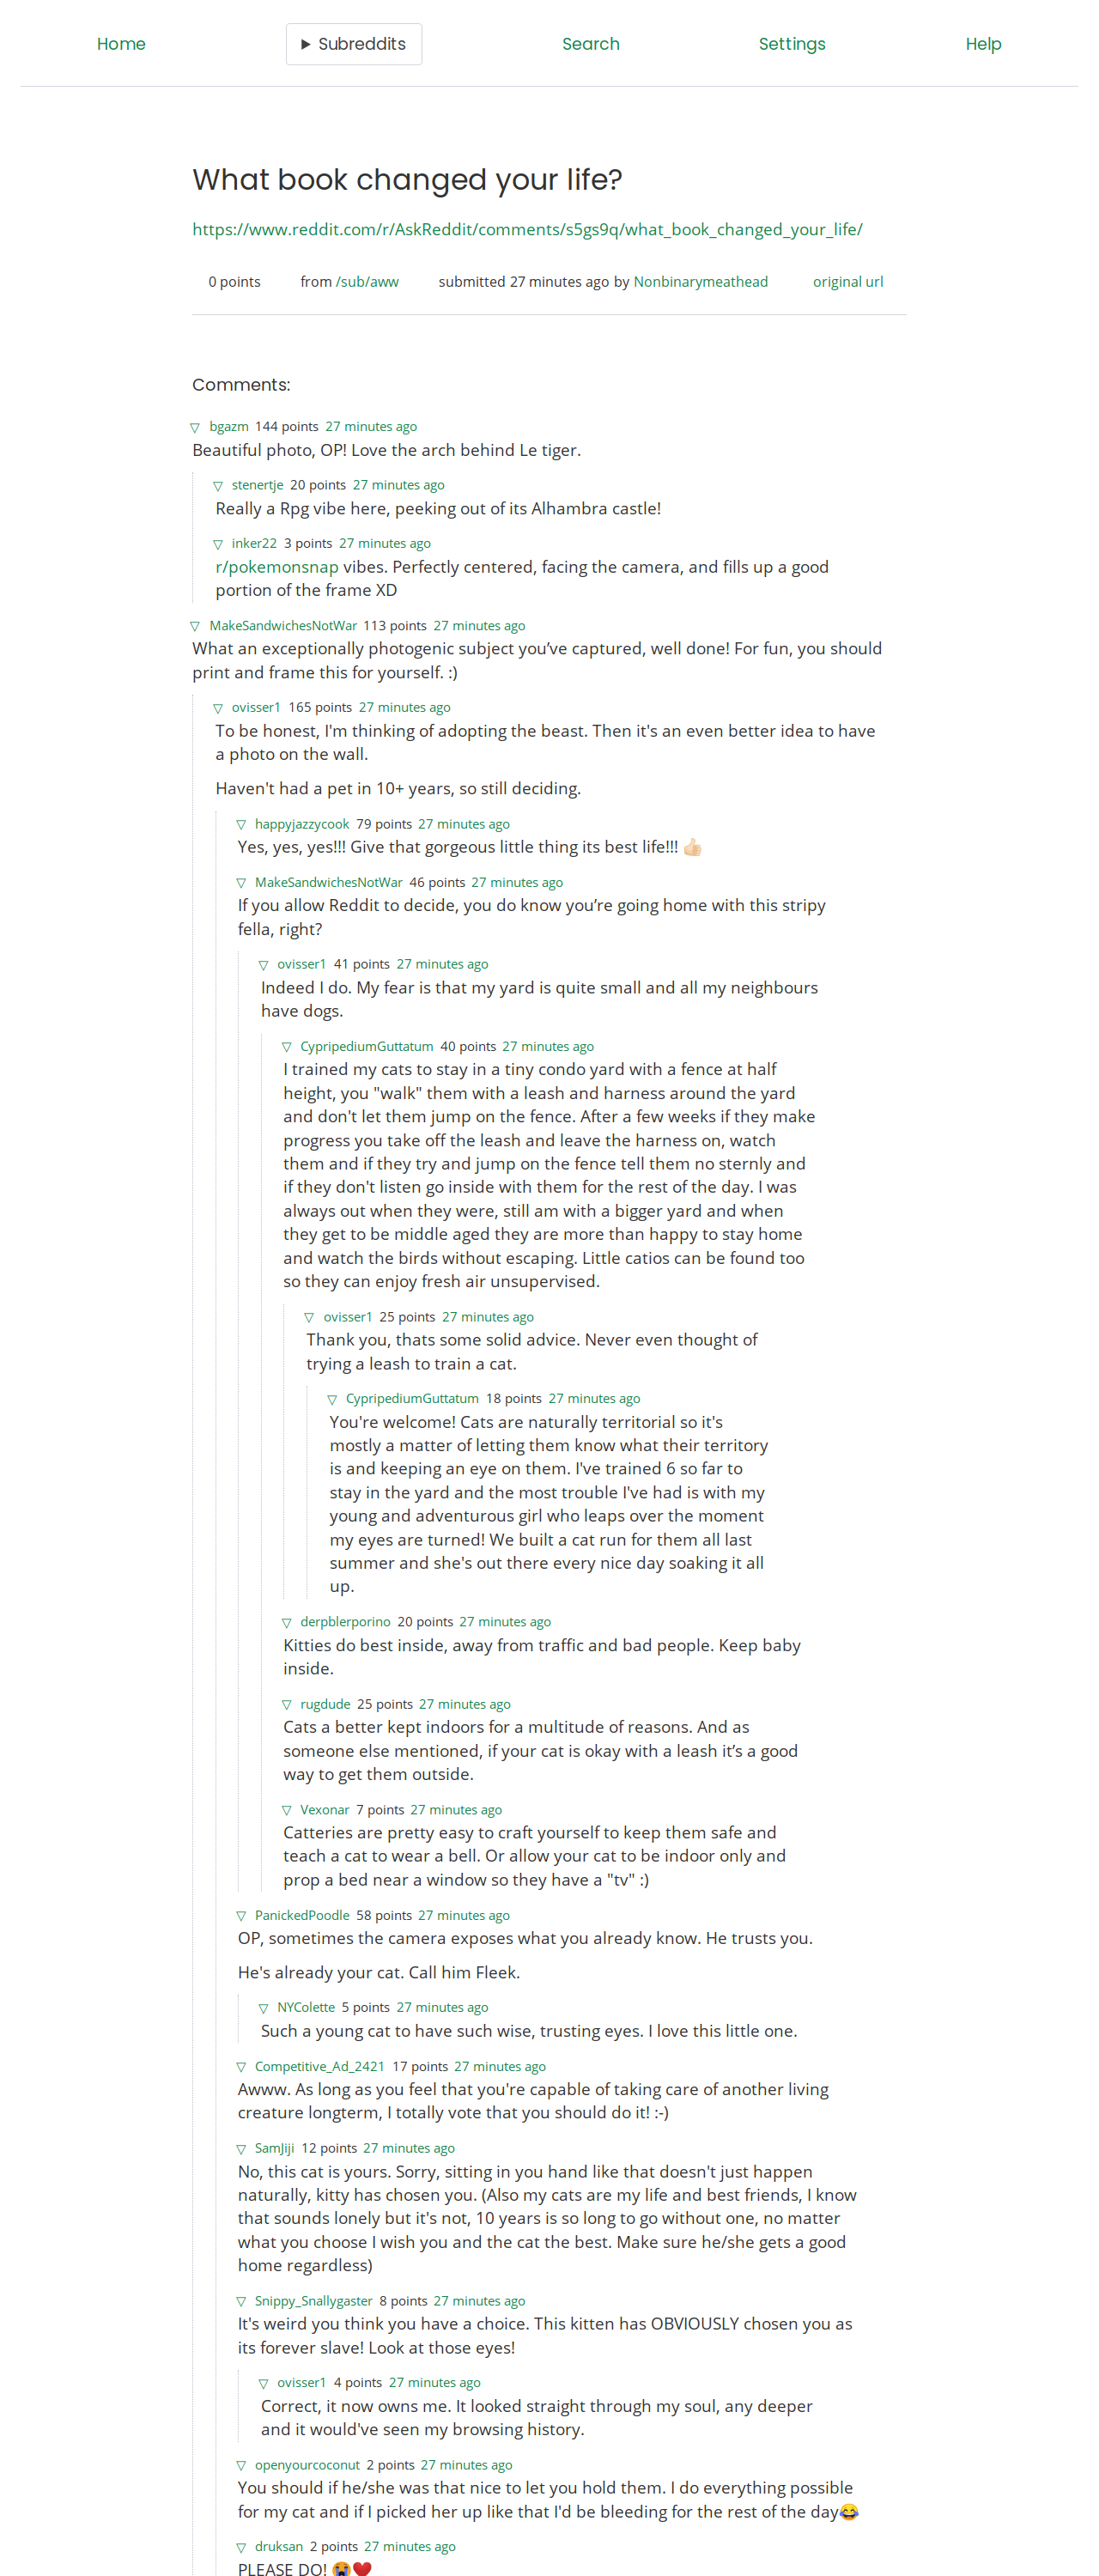 Home
▶ Subreddits
Search
Settings
Help
What book changed your life?
https://www.reddit.com/r/AskReddit/comments/s5gs9q/what_book_changed_your_life/
0 points from /sub/aww submitted 27 minutes ago by Nonbinarymeathead original url
Comments:
▽ bgazm 144 points 27 minutes ago
Beautiful photo, OP! Love the arch behind Le tiger.
▽ stenertje 20 points 27 minutes ago
Really a Rpg vibe here, peeking out of its Alhambra castle!
▽ inker22 3 points 27 minutes ago
r/pokemonsnap vibes. Perfectly centered, facing the camera, and fills up a good
portion of the frame XD
▽ MakeSandwichesNotWar 113 points 27 minutes ago
What an exceptionally photogenic subject you’ve captured, well done! For fun, you should
print and frame this for yourself. :)
▽ ovisser1 165 points 27 minutes ago
To be honest, I'm thinking of adopting the beast. Then it's an even better idea to have
a photo on the wall.
Haven't had a pet in 10+ years, so still deciding.
▽ happyjazzycook 79 points 27 minutes ago
Yes, yes, yes!!! Give that gorgeous little thing its best life!!! 👍🏻
▽ MakeSandwichesNotWar 46 points 27 minutes ago
If you allow Reddit to decide, you do know you’re going home with this stripy
fella, right?
▽ ovisser1 41 points 27 minutes ago
Indeed I do. My fear is that my yard is quite small and all my neighbours
have dogs.
▽ CypripediumGuttatum 40 points 27 minutes ago
I trained my cats to stay in a tiny condo yard with a fence at half
height, you "walk" them with a leash and harness around the yard
and don't let them jump on the fence. After a few weeks if they make
progress you take off the leash and leave the harness on, watch
them and if they try and jump on the fence tell them no sternly and
if they don't listen go inside with them for the rest of the day. I was
always out when they were, still am with a bigger yard and when
they get to be middle aged they are more than happy to stay home
and watch the birds without escaping. Little catios can be found too
so they can enjoy fresh air unsupervised.
▽ ovisser1 25 points 27 minutes ago
Thank you, thats some solid advice. Never even thought of
trying a leash to train a cat.
▽ CypripediumGuttatum 18 points 27 minutes ago
You're welcome! Cats are naturally territorial so it's
mostly a matter of letting them know what their territory
is and keeping an eye on them. I've trained 6 so far to
stay in the yard and the most trouble I've had is with my
young and adventurous girl who leaps over the moment
my eyes are turned! We built a cat run for them all last
summer and she's out there every nice day soaking it all
up.
▽ derpblerporino 20 points 27 minutes ago
Kitties do best inside, away from traffic and bad people. Keep baby
inside.
▽ rugdude 25 points 27 minutes ago
Cats a better kept indoors for a multitude of reasons. And as
someone else mentioned, if your cat is okay with a leash it’s a good
way to get them outside.
▽ Vexonar 7 points 27 minutes ago
Catteries are pretty easy to craft yourself to keep them safe and
teach a cat to wear a bell. Or allow your cat to be indoor only and
prop a bed near a window so they have a "tv" :)
▽ PanickedPoodle 58 points 27 minutes ago
OP, sometimes the camera exposes what you already know. He trusts you.
He's already your cat. Call him Fleek.
▽ NYColette 5 points 27 minutes ago
Such a young cat to have such wise, trusting eyes. I love this little one.
▽ Competitive_Ad_2421 17 points 27 minutes ago
Awww. As long as you feel that you're capable of taking care of another living
creature longterm, I totally vote that you should do it! :-)
▽ SamJiji 12 points 27 minutes ago
No, this cat is yours. Sorry, sitting in you hand like that doesn't just happen
naturally, kitty has chosen you. (Also my cats are my life and best friends, I know
that sounds lonely but it's not, 10 years is so long to go without one, no matter
what you choose I wish you and the cat the best. Make sure he/she gets a good
home regardless)
▽ Snippy_Snallygaster 8 points 27 minutes ago
It's weird you think you have a choice. This kitten has OBVIOUSLY chosen you as
its forever slave! Look at those eyes!
▽ ovisser1 4 points 27 minutes ago
Correct, it now owns me. It looked straight through my soul, any deeper
and it would've seen my browsing history.
▽ openyourcoconut 2 points 27 minutes ago
You should if he/she was that nice to let you hold them. I do everything possible
for my cat and if I picked her up like that I'd be bleeding for the rest of the day😂
▽ druksan 2 points 27 minutes ago
PLEASE DO! 😭❤️